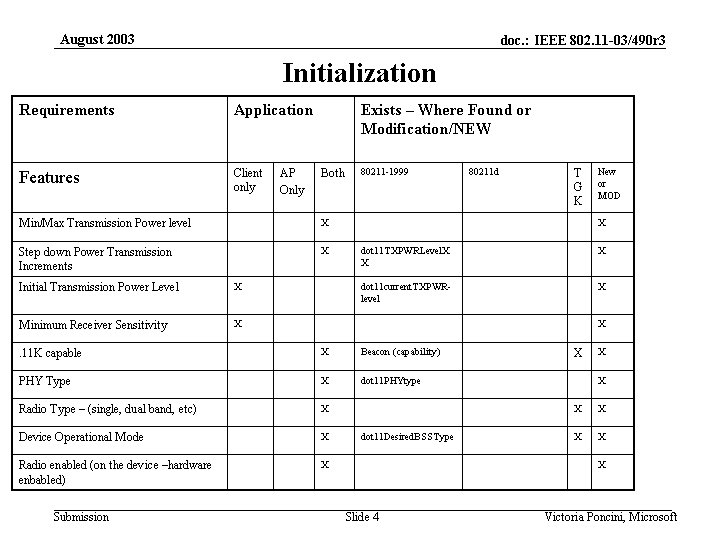 August 2003
doc.: IEEE 802.11-03/490r3
Initialization
Requirements
Application
Exists – Where Found or
Modification/NEW
Features
Client
only
AP
Only
Both
80211-1999
80211d
T
G
K
New
or
MOD
Min/Max Transmission Power level
X
X
Step down Power Transmission
Increments
X
dot11TXPWRLevelX
X
X
Initial Transmission Power Level
X
dot11currentTXPWR-
level
X
Minimum Receiver Sensitivity
X
X
.11K capable
X
Beacon (capability)
X
X
PHY Type
X
dot11PHYtype
X
Radio Type – (single, dual band, etc)
X
X
X
Device Operational Mode
X
dot11DesiredBSSType
X
X
Radio enabled (on the device –hardware
enbabled)
X
X
Submission
Slide 4
Victoria Poncini, Microsoft